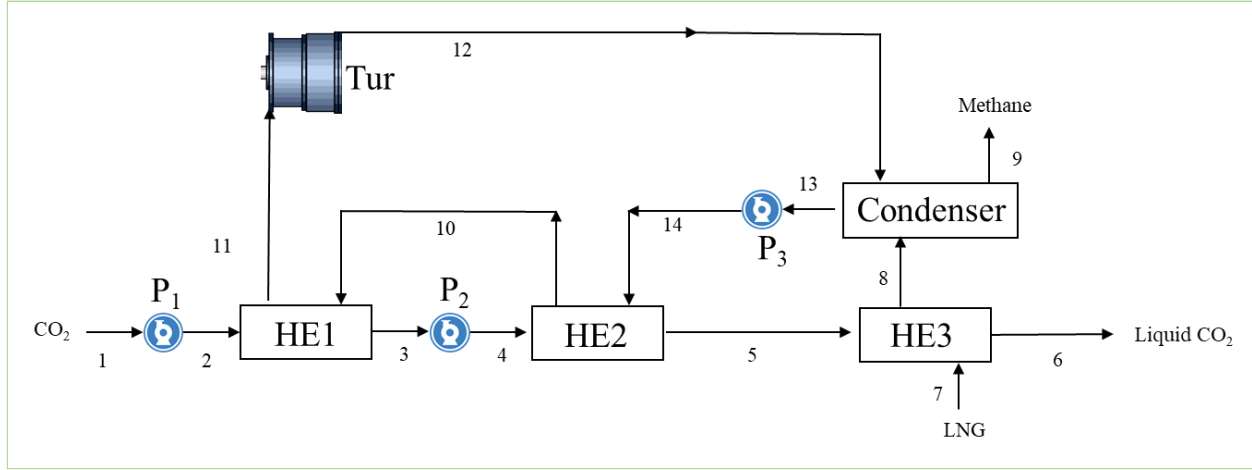 12
Tur
Methane
9
13
Condenser
14
P3
10
11
8
P1
P2
CO2
HE1
HE2
HE3
Liquid CO2
1
2
3
4
5
6
7
LNG